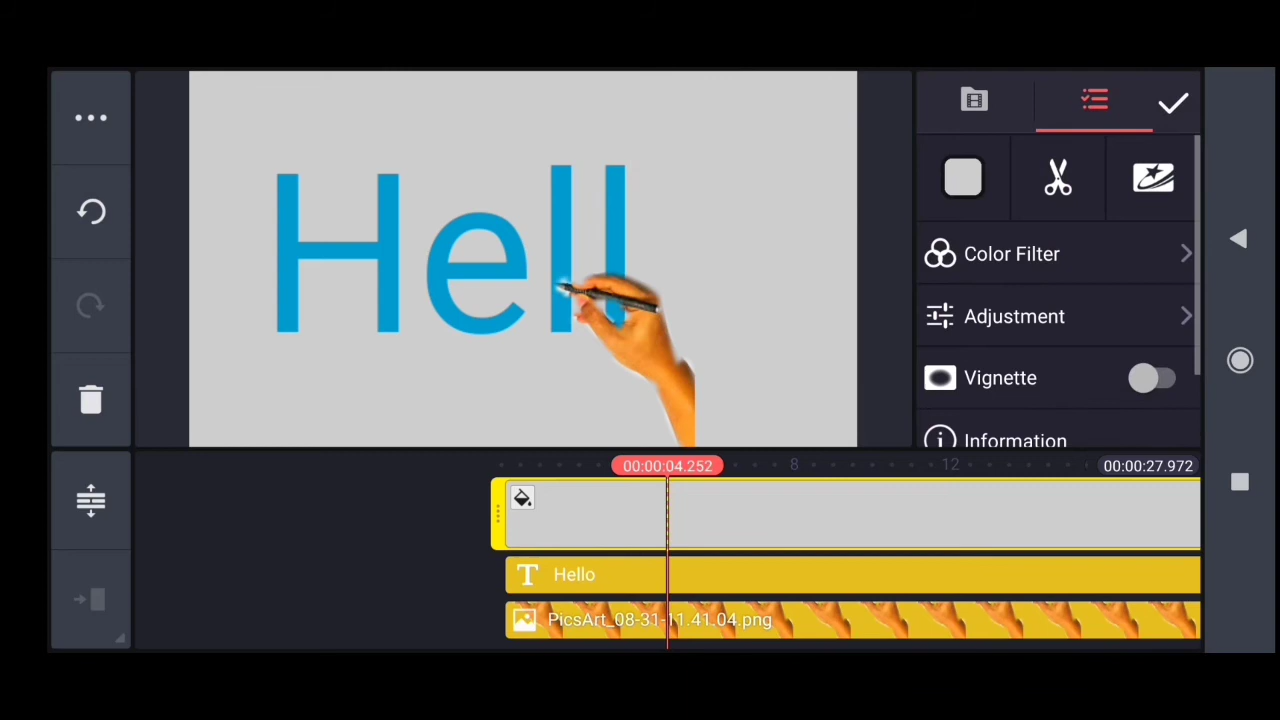 Hell
Color Filter
Adjustment
Vignette
Information
00:00:04.252
8
12
00:00:27.972
T Hello
PicsArt_08-31-11.41.04.png